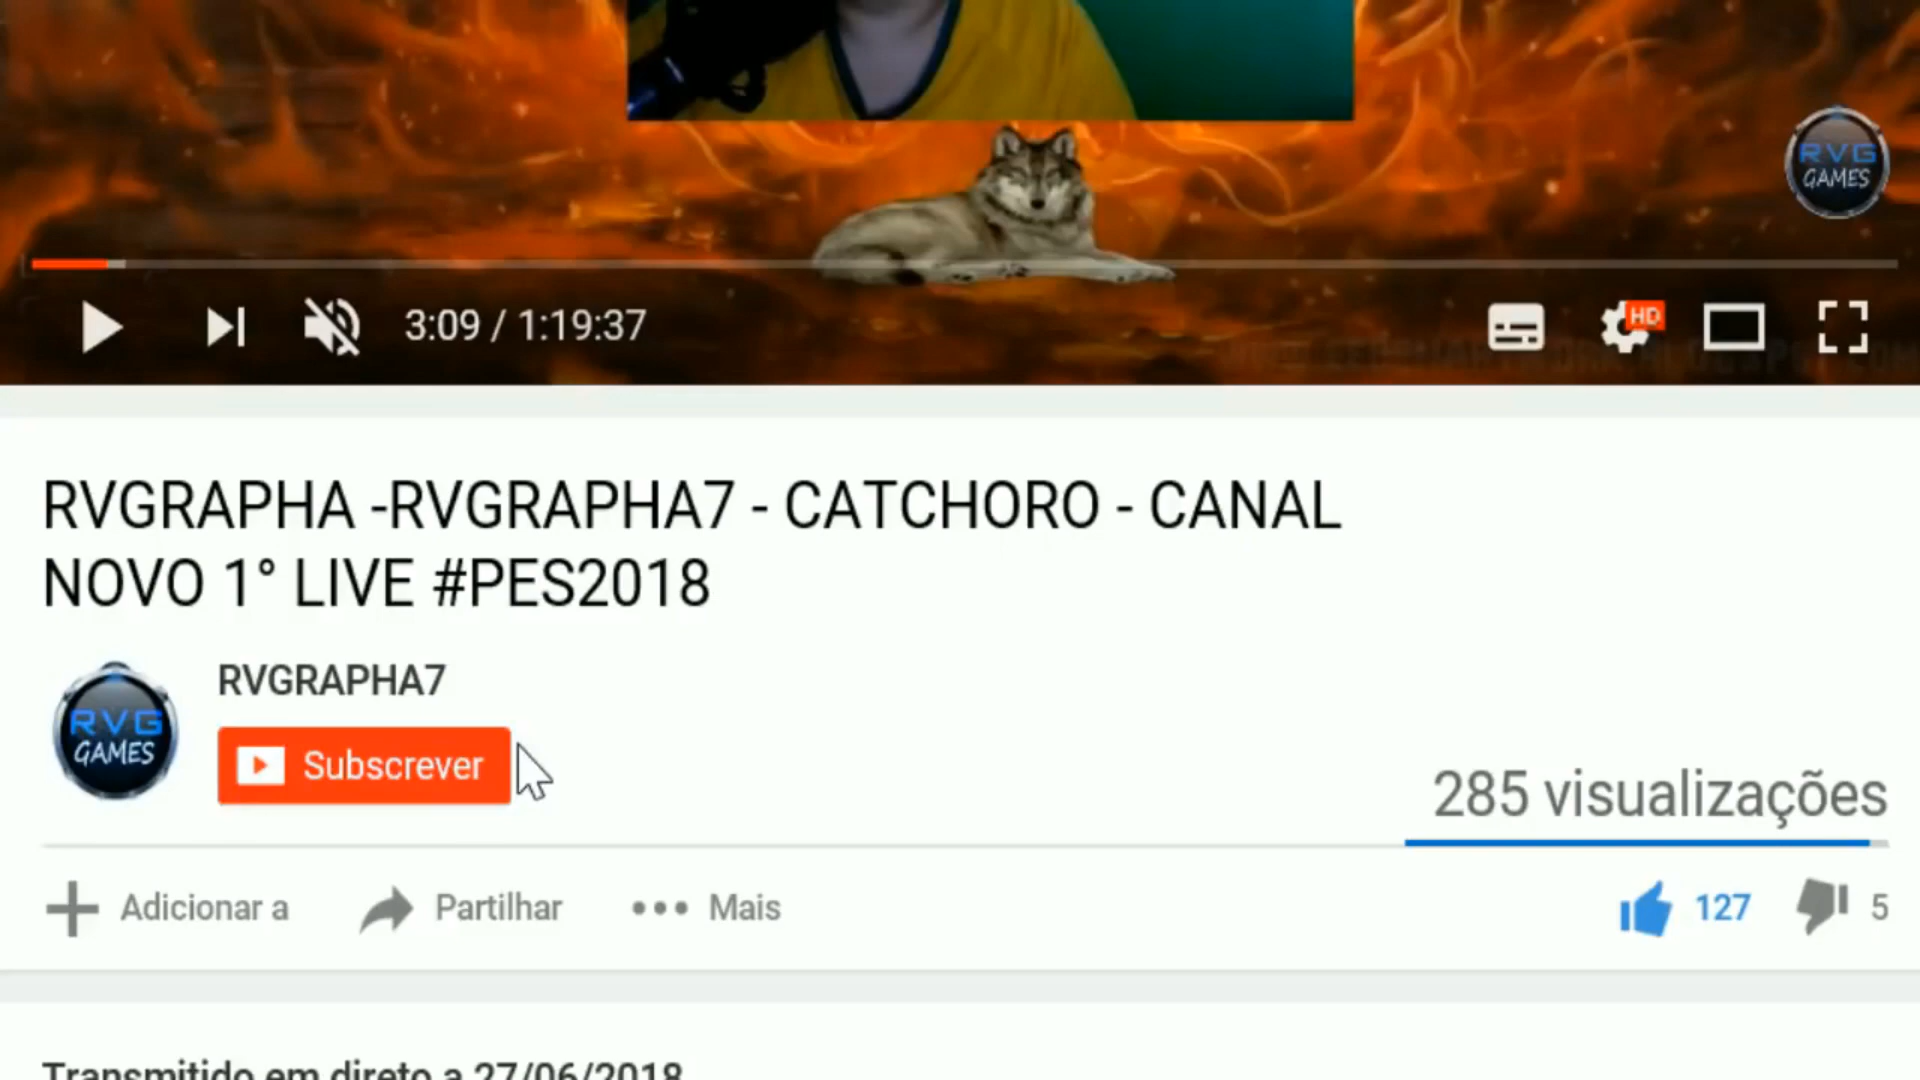 RVG
GAMES
3:09 / 1:19:37
HD
RVGRAPHA -RVGRAPHA7 - CATCHORO - CANAL
NOVO 1° LIVE #PES2018
RVG
GAMES
RVGRAPHA7
Subscrever
285 visualizações
Adicionar a
Partilhar
Mais
127
5
Transmitido em direto a 27/06/2018